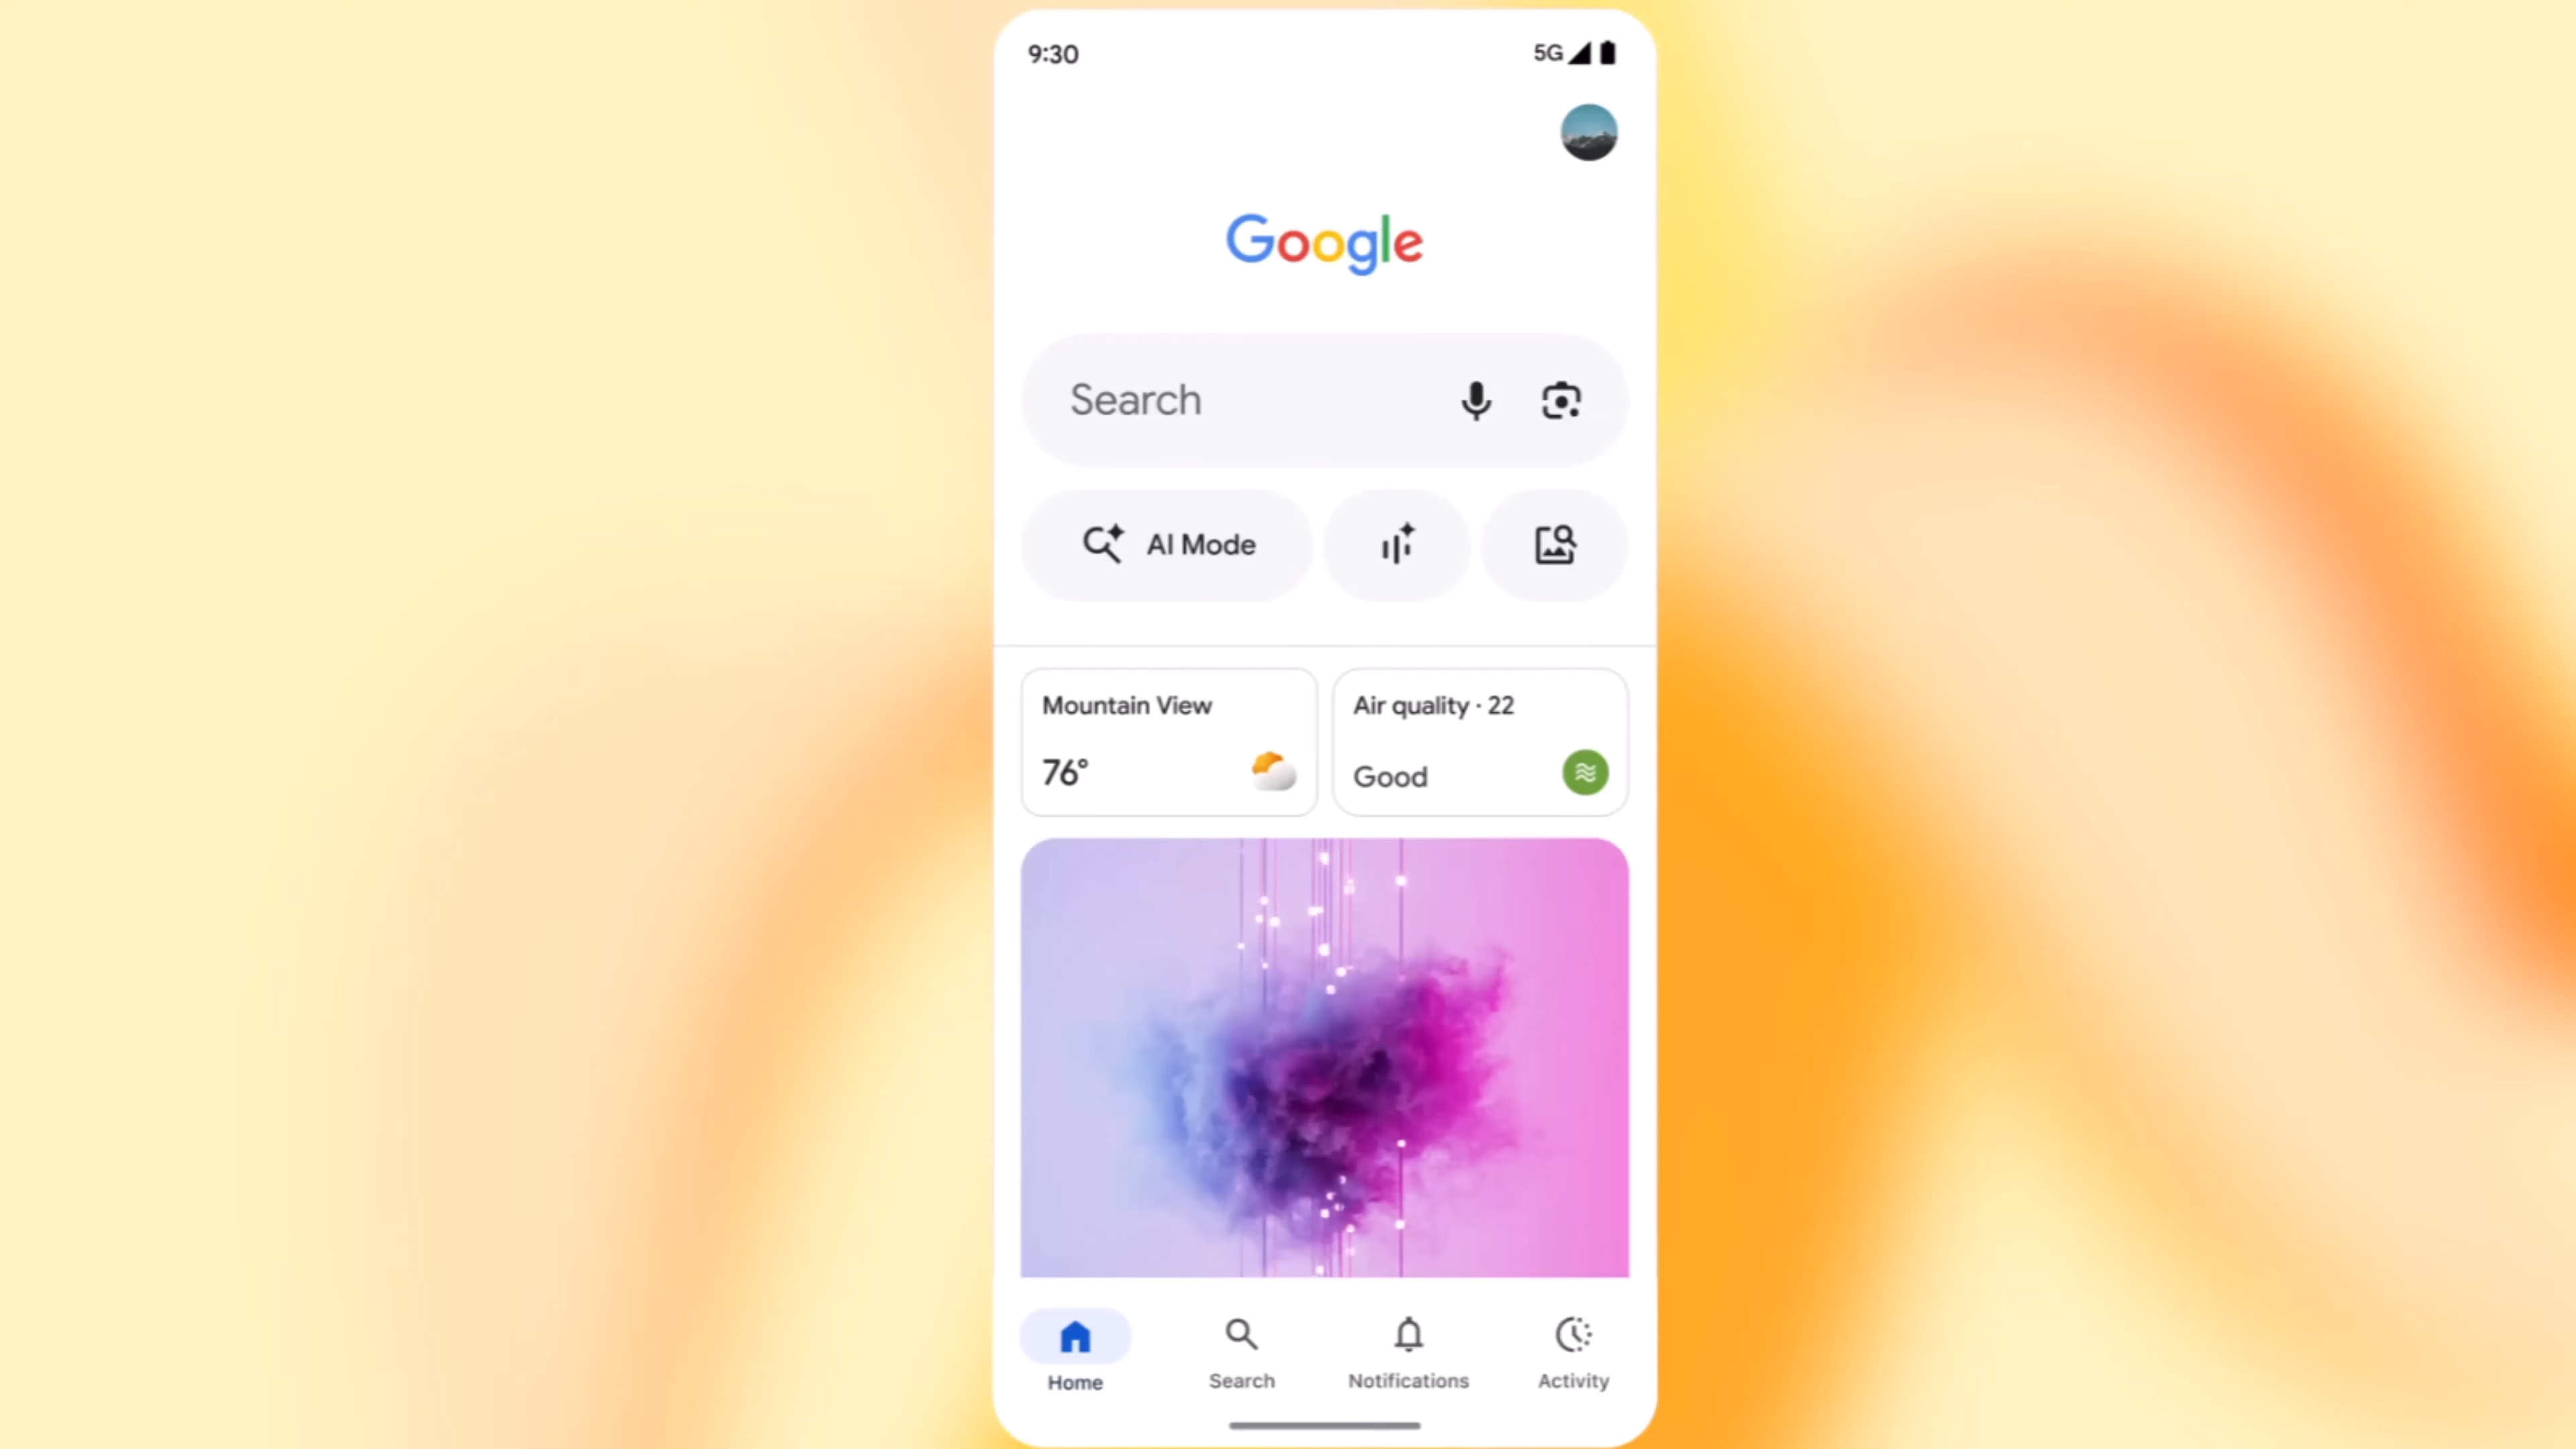 9:30
5G
Google
Search
AI Mode
Mountain View
76°
Air quality · 22
Good
Home
Search
Notifications
Activity